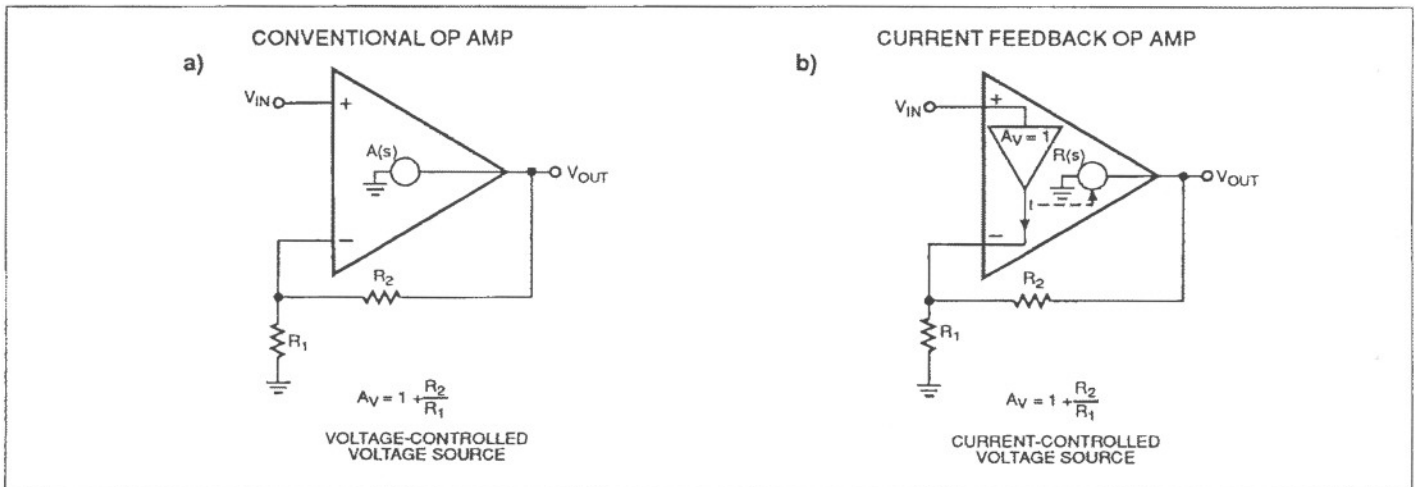 CONVENTIONAL OP AMP
a)
VIN
+
A(s)
VOUT
−
R2
R1
AV = 1 + R2/R1
VOLTAGE-CONTROLLED
VOLTAGE SOURCE
CURRENT FEEDBACK OP AMP
b)
VIN
+
AV = 1
R(s)
VOUT
I
−
R2
R1
AV = 1 + R2/R1
CURRENT-CONTROLLED
VOLTAGE SOURCE